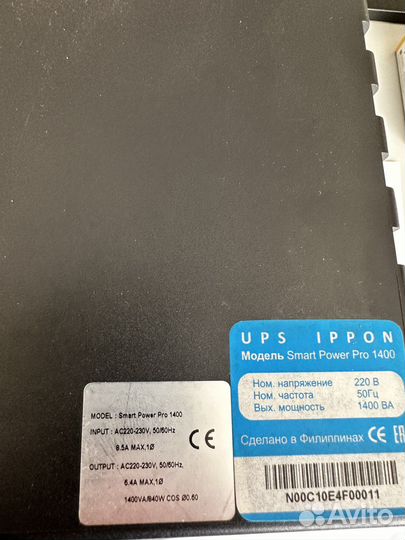 UPS IPPON
Модель Smart Power Pro 1400
Ном. напряжение 220 В
Ном. частота 50Гц
Вых. мощность 1400 ВА
Сделано в Филиппинах CE EAC
N00C10E4F00011
MODEL : Smart Power Pro 1400
INPUT : AC220-230V, 50/60Hz
8.5A MAX,1Ø
OUTPUT : AC220-230V, 50/60Hz,
6.4A MAX,1Ø
1400VA/840W COS Ø0.60
CE
Avito